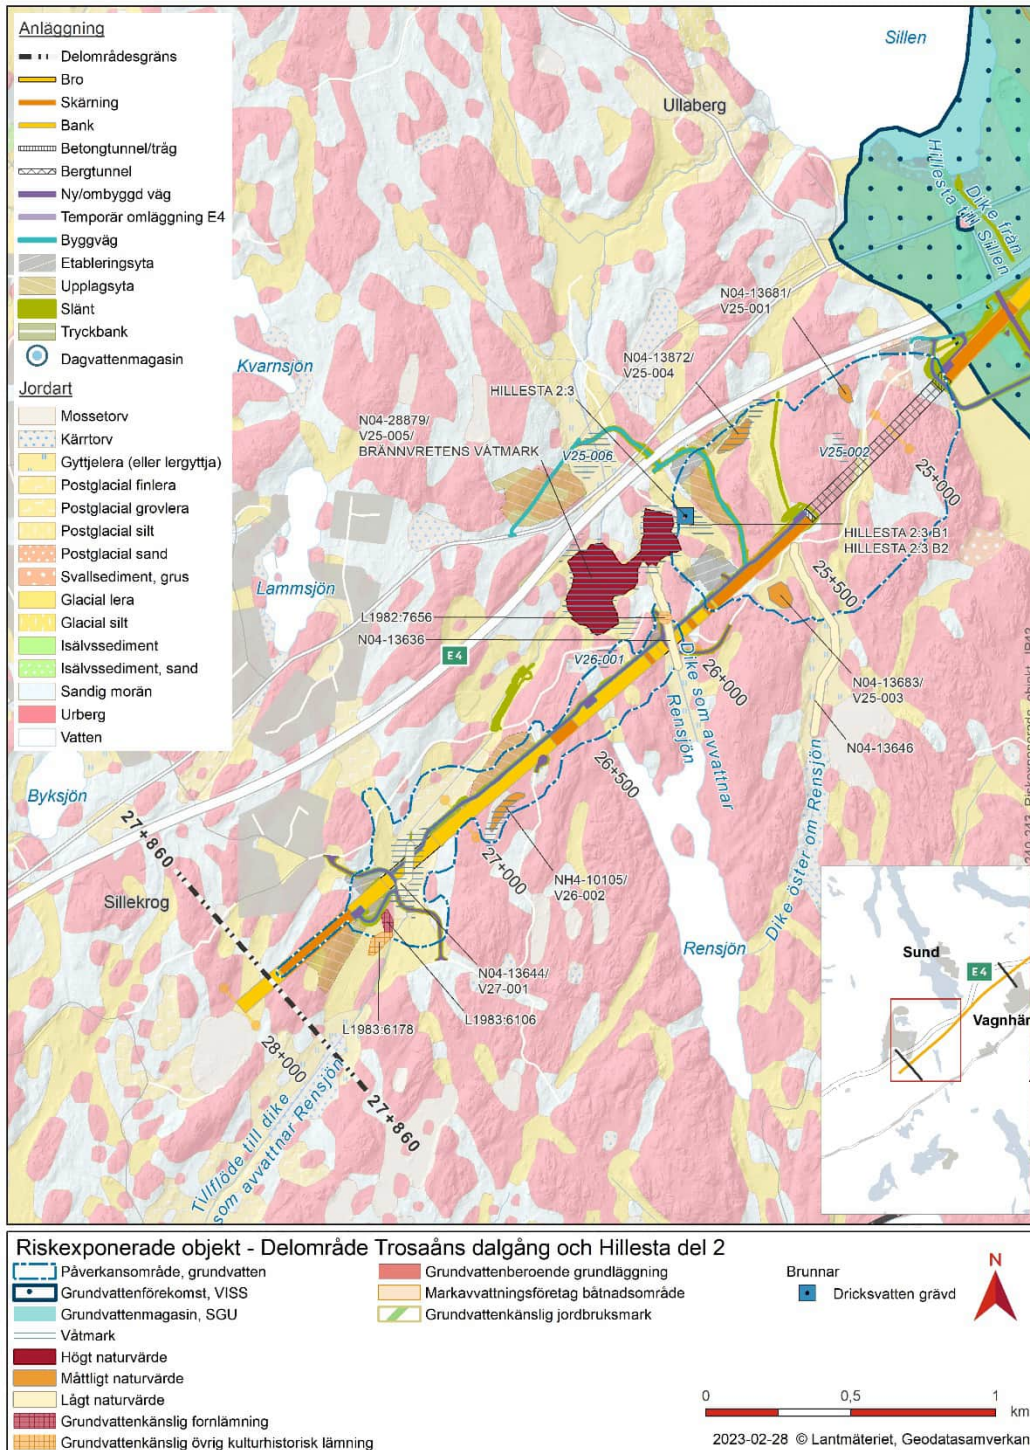 Anläggning
Delområdesgräns
Bro
Skärning
Bank
Betongtunnel/tråg
Bergtunnel
Ny/ombyggd väg
Temporär omläggning E4
Byggväg
Etableringsyta
Upplagsyta
Slänt
Tryckbank
Dagvattenmagasin
Jordart
Mossetorv
Kärrtorv
Gyttjelera (eller lergyttja)
Postglacial finlera
Postglacial grovlera
Postglacial silt
Postglacial sand
Svallsediment, grus
Glacial lera
Glacial silt
Isälvssediment
Isälvssediment, sand
Sandig morän
Urberg
Vatten
Sillen
Ullaberg
Dike från
Hillesta till Sillen
N04-13681/
V25-001
N04-13872/
V25-004
HILLESTA 2:3
Kvarnsjön
N04-28879/
V25-005/
BRÄNNVRETENS VÅTMARK
V25-006
V25-002
25+000
HILLESTA 2:3 B1
HILLESTA 2:3 B2
25+500
Lammsjön
L1982:7656
N04-13636
E4
V26-001
26+000
N04-13683/
V25-003
N04-13646
Dike som avvattnar
Rensjön
26+500
Byksjön
27+860
27+000
NH4-10105/
V26-002
Dike öster om Rensjön
Sillekrog
Rensjön
N04-13644/
V27-001
L1983:6106
L1983:6178
28+000
27+860
Tillflöde till dike
som avvattnar Rensjön
Sund
E4
Vagnhär
Riskexponerade objekt - Delområde Trosaåns dalgång och Hillesta del 2
Påverkansområde, grundvatten
Grundvattenförekomst, VISS
Grundvattenmagasin, SGU
Våtmark
Högt naturvärde
Måttligt naturvärde
Lågt naturvärde
Grundvattenkänslig fornlämning
Grundvattenkänslig övrig kulturhistorisk lämning
Grundvattenberoende grundläggning
Markavvattningsföretag båtnadsområde
Grundvattenkänslig jordbruksmark
Brunnar
Dricksvatten grävd
N
0 0,5 1
km
2023-02-28 © Lantmäteriet, Geodatasamverkan